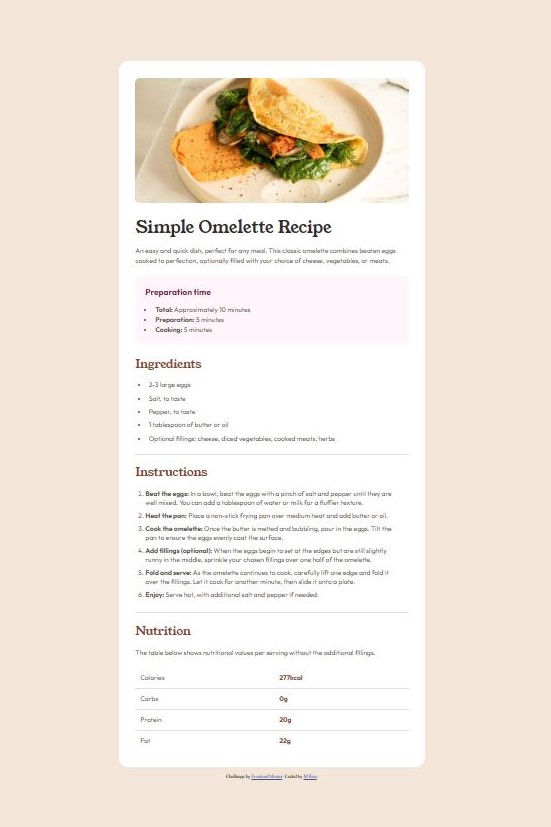 Simple Omelette Recipe
An easy and quick dish, perfect for any meal. This classic omelette combines beaten eggs
cooked to perfection, optionally filled with your choice of cheese, vegetables, or meats.
Preparation time
• Total: Approximately 10 minutes
• Preparation: 5 minutes
• Cooking: 5 minutes
Ingredients
• 2-3 large eggs
• Salt, to taste
• Pepper, to taste
• 1 tablespoon of butter or oil
• Optional fillings: cheese, diced vegetables, cooked meats, herbs
Instructions
1. Beat the eggs: In a bowl, beat the eggs with a pinch of salt and pepper until they are
well mixed. You can add a tablespoon of water or milk for a fluffier texture.
2. Heat the pan: Place a non-stick frying pan over medium heat and add butter or oil.
3. Cook the omelette: Once the butter is melted and bubbling, pour in the eggs. Tilt the
pan to ensure the eggs evenly coat the surface.
4. Add fillings (optional): When the eggs begin to set at the edges but are still slightly
runny in the middle, sprinkle your chosen fillings over one half of the omelette.
5. Fold and serve: As the omelette continues to cook, carefully lift one edge and fold it
over the fillings. Let it cook for another minute, then slide it onto a plate.
6. Enjoy: Serve hot, with additional salt and pepper if needed.
Nutrition
The table below shows nutritional values per serving without the additional fillings.
Calories 277kcal
Carbs 0g
Protein 20g
Fat 22g
Challenge by Frontend Mentor. Coded by